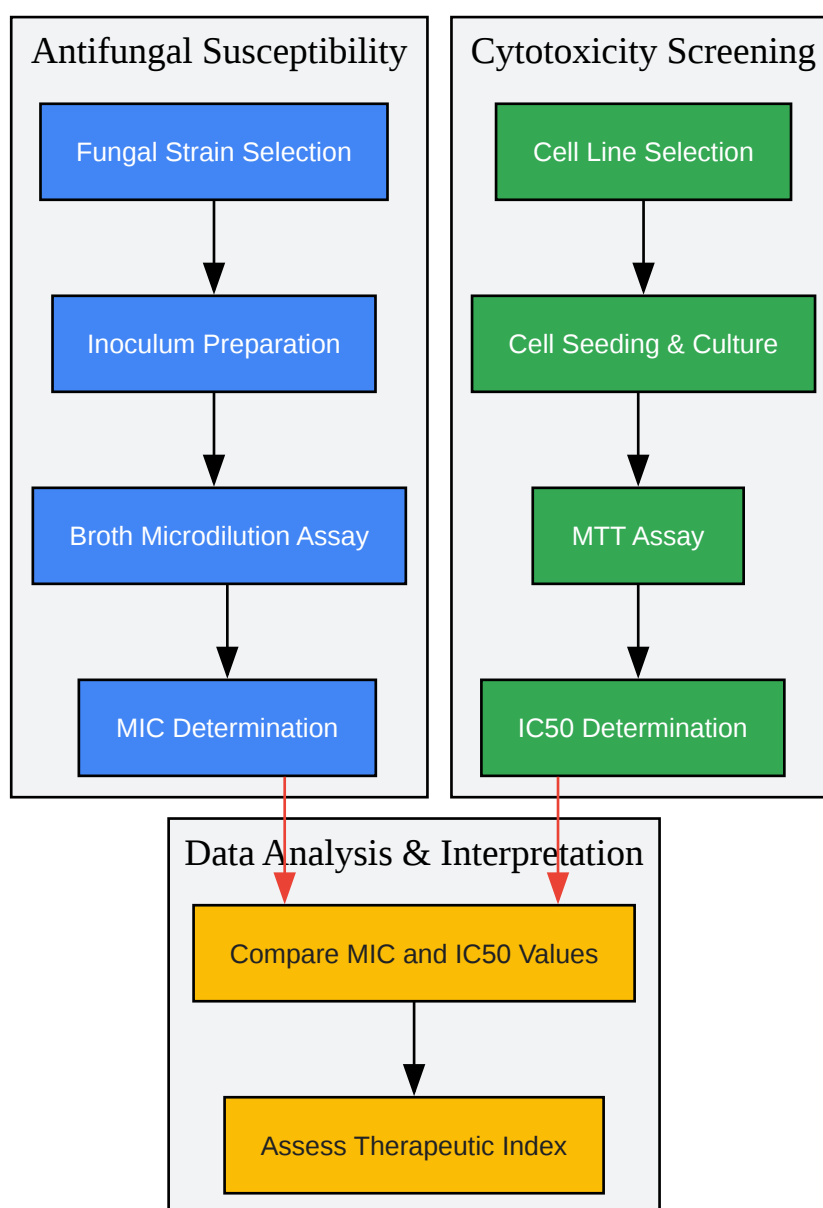 Antifungal Susceptibility
Fungal Strain Selection
Inoculum Preparation
Broth Microdilution Assay
MIC Determination
Cytotoxicity Screening
Cell Line Selection
Cell Seeding & Culture
MTT Assay
IC50 Determination
Data Analysis & Interpretation
Compare MIC and IC50 Values
Assess Therapeutic Index